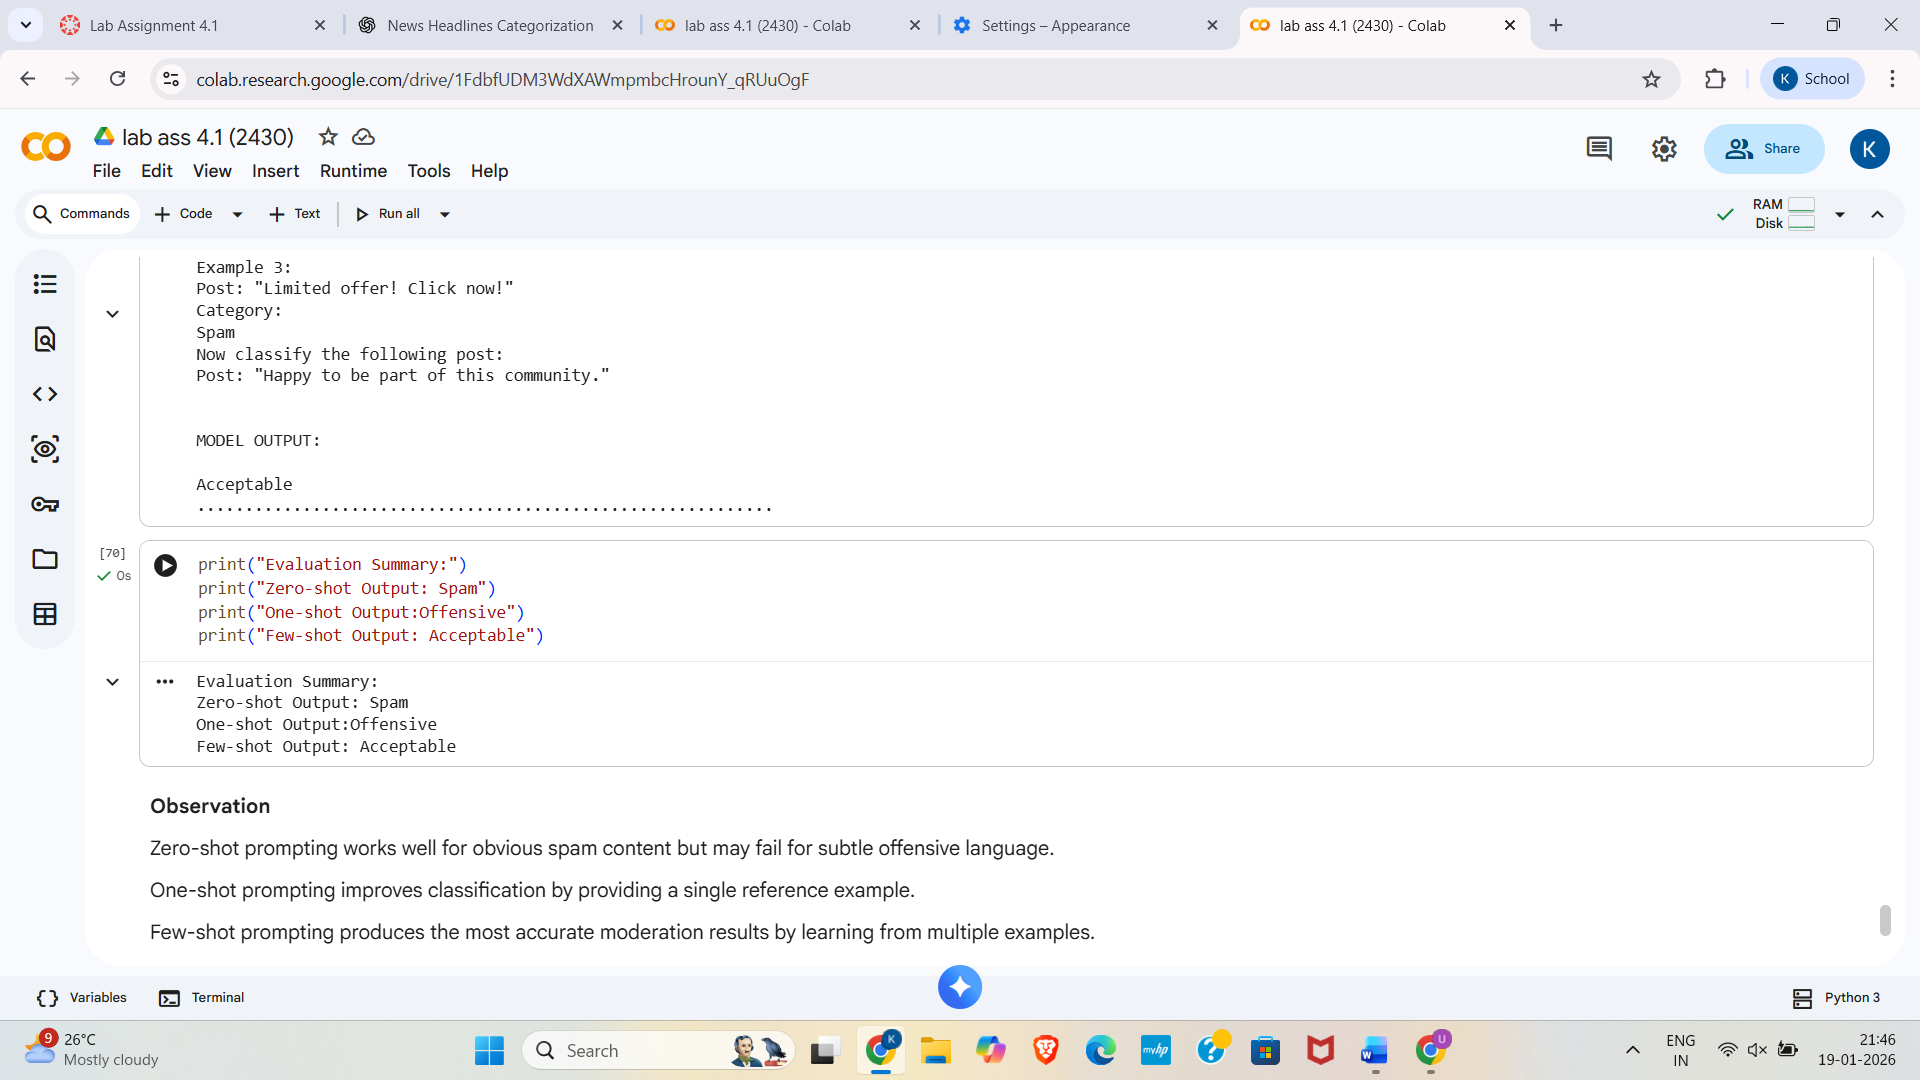 Lab Assignment 4.1
News Headlines Categorization
lab ass 4.1 (2430) - Colab
Settings – Appearance
lab ass 4.1 (2430) - Colab
colab.research.google.com/drive/1FdbfUDM3WdXAWmpmbcHrounY_qRUuOgF
K School
lab ass 4.1 (2430)
File Edit View Insert Runtime Tools Help
Share
K
Commands
Code
Text
Run all
RAM
Disk
Example 3:
Post: "Limited offer! Click now!"
Category:
Spam
Now classify the following post:
Post: "Happy to be part of this community."
MODEL OUTPUT:
Acceptable
............................................................
[70]
0s
print("Evaluation Summary:")
print("Zero-shot Output: Spam")
print("One-shot Output:Offensive")
print("Few-shot Output: Acceptable")
Evaluation Summary:
Zero-shot Output: Spam
One-shot Output:Offensive
Few-shot Output: Acceptable
Observation
Zero-shot prompting works well for obvious spam content but may fail for subtle offensive language.
One-shot prompting improves classification by providing a single reference example.
Few-shot prompting produces the most accurate moderation results by learning from multiple examples.
Variables
Terminal
Python 3
9
26°C
Mostly cloudy
Search
K
myhp
W
U
ENG
IN
21:46
19-01-2026